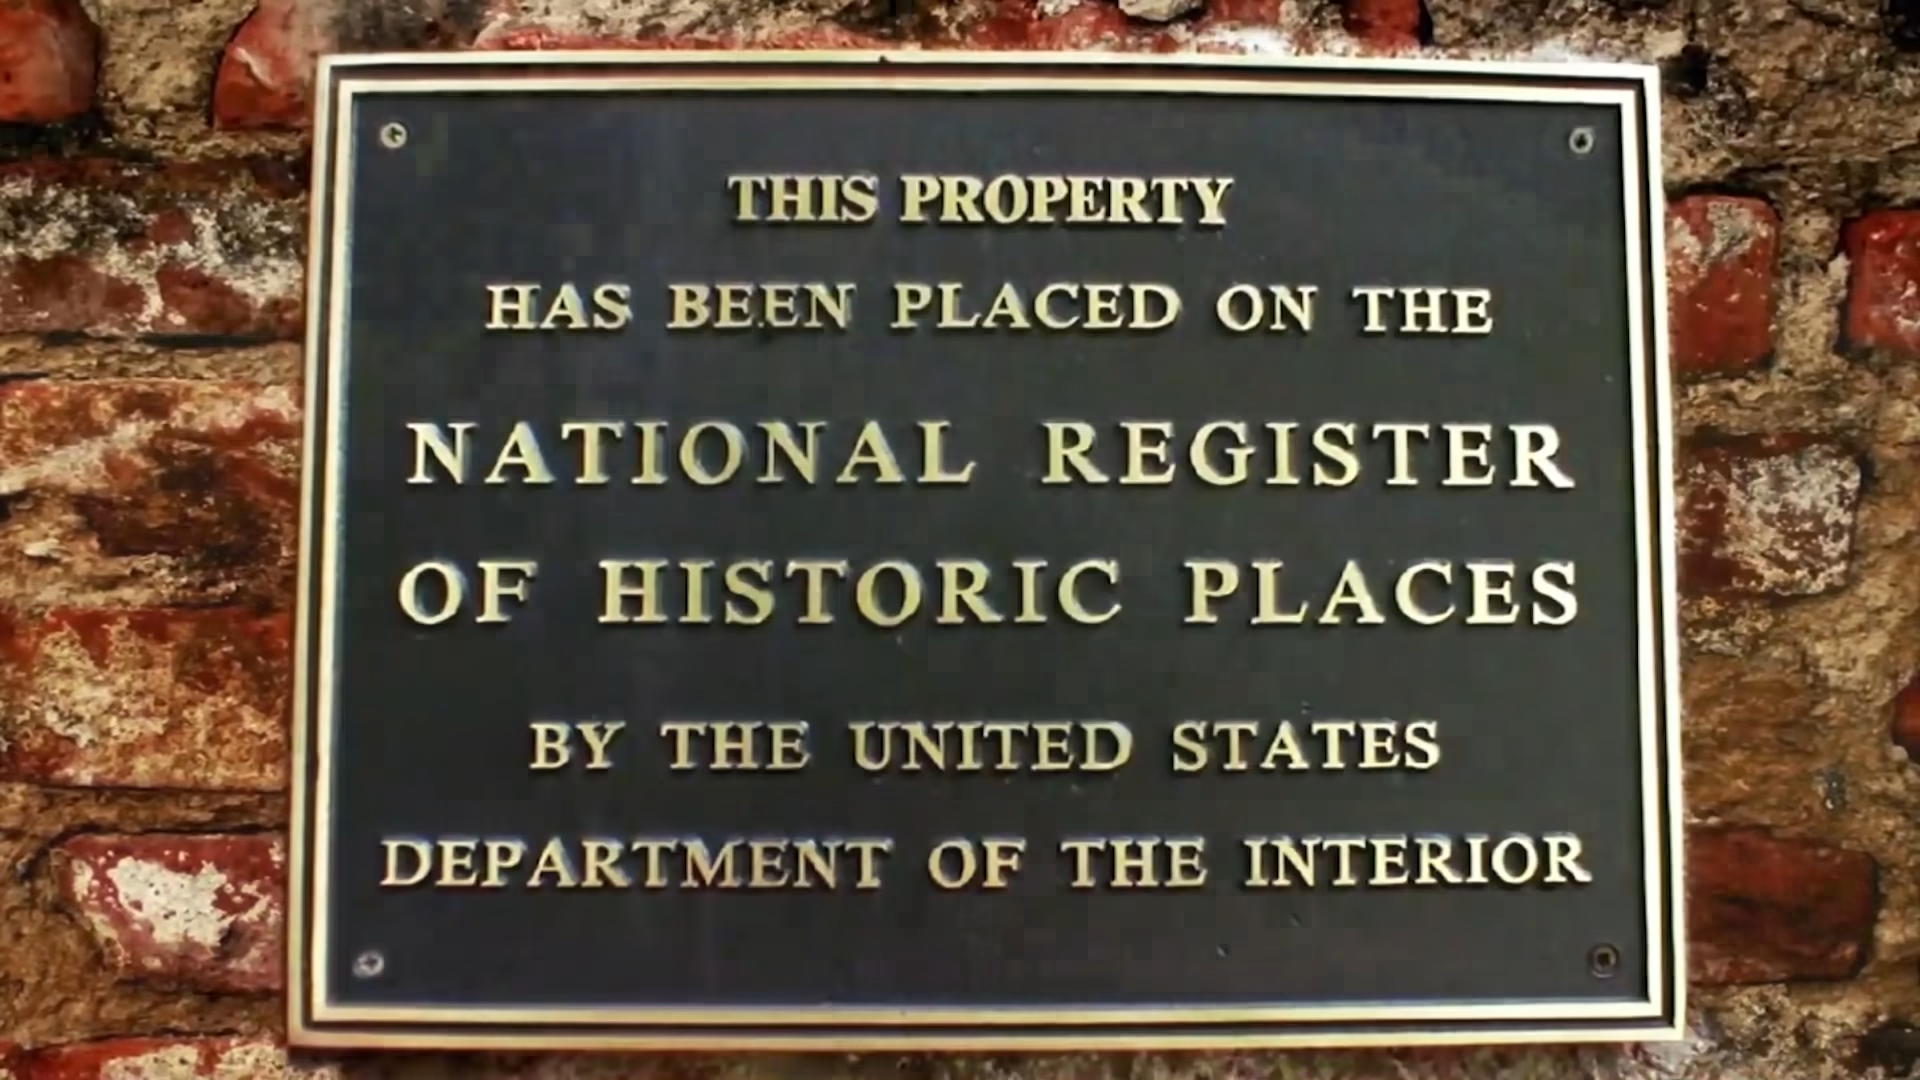 THIS PROPERTY
HAS BEEN PLACED ON THE
NATIONAL REGISTER
OF HISTORIC PLACES
BY THE UNITED STATES
DEPARTMENT OF THE INTERIOR